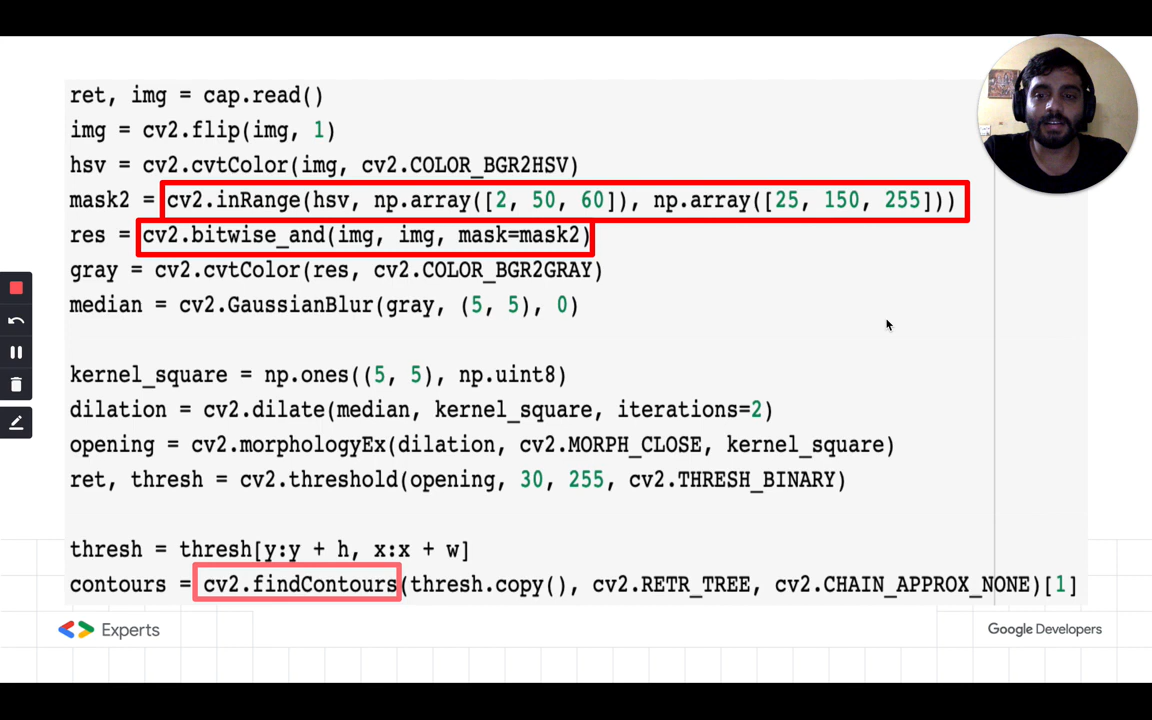 ret, img = cap.read()
img = cv2.flip(img, 1)
hsv = cv2.cvtColor(img, cv2.COLOR_BGR2HSV)
mask2 = cv2.inRange(hsv, np.array([2, 50, 60]), np.array([25, 150, 255]))
res = cv2.bitwise_and(img, img, mask=mask2)
gray = cv2.cvtColor(res, cv2.COLOR_BGR2GRAY)
median = cv2.GaussianBlur(gray, (5, 5), 0)
kernel_square = np.ones((5, 5), np.uint8)
dilation = cv2.dilate(median, kernel_square, iterations=2)
opening = cv2.morphologyEx(dilation, cv2.MORPH_CLOSE, kernel_square)
ret, thresh = cv2.threshold(opening, 30, 255, cv2.THRESH_BINARY)
thresh = thresh[y:y + h, x:x + w]
contours = cv2.findContours(thresh.copy(), cv2.RETR_TREE, cv2.CHAIN_APPROX_NONE)[1]
Experts
Google Developers